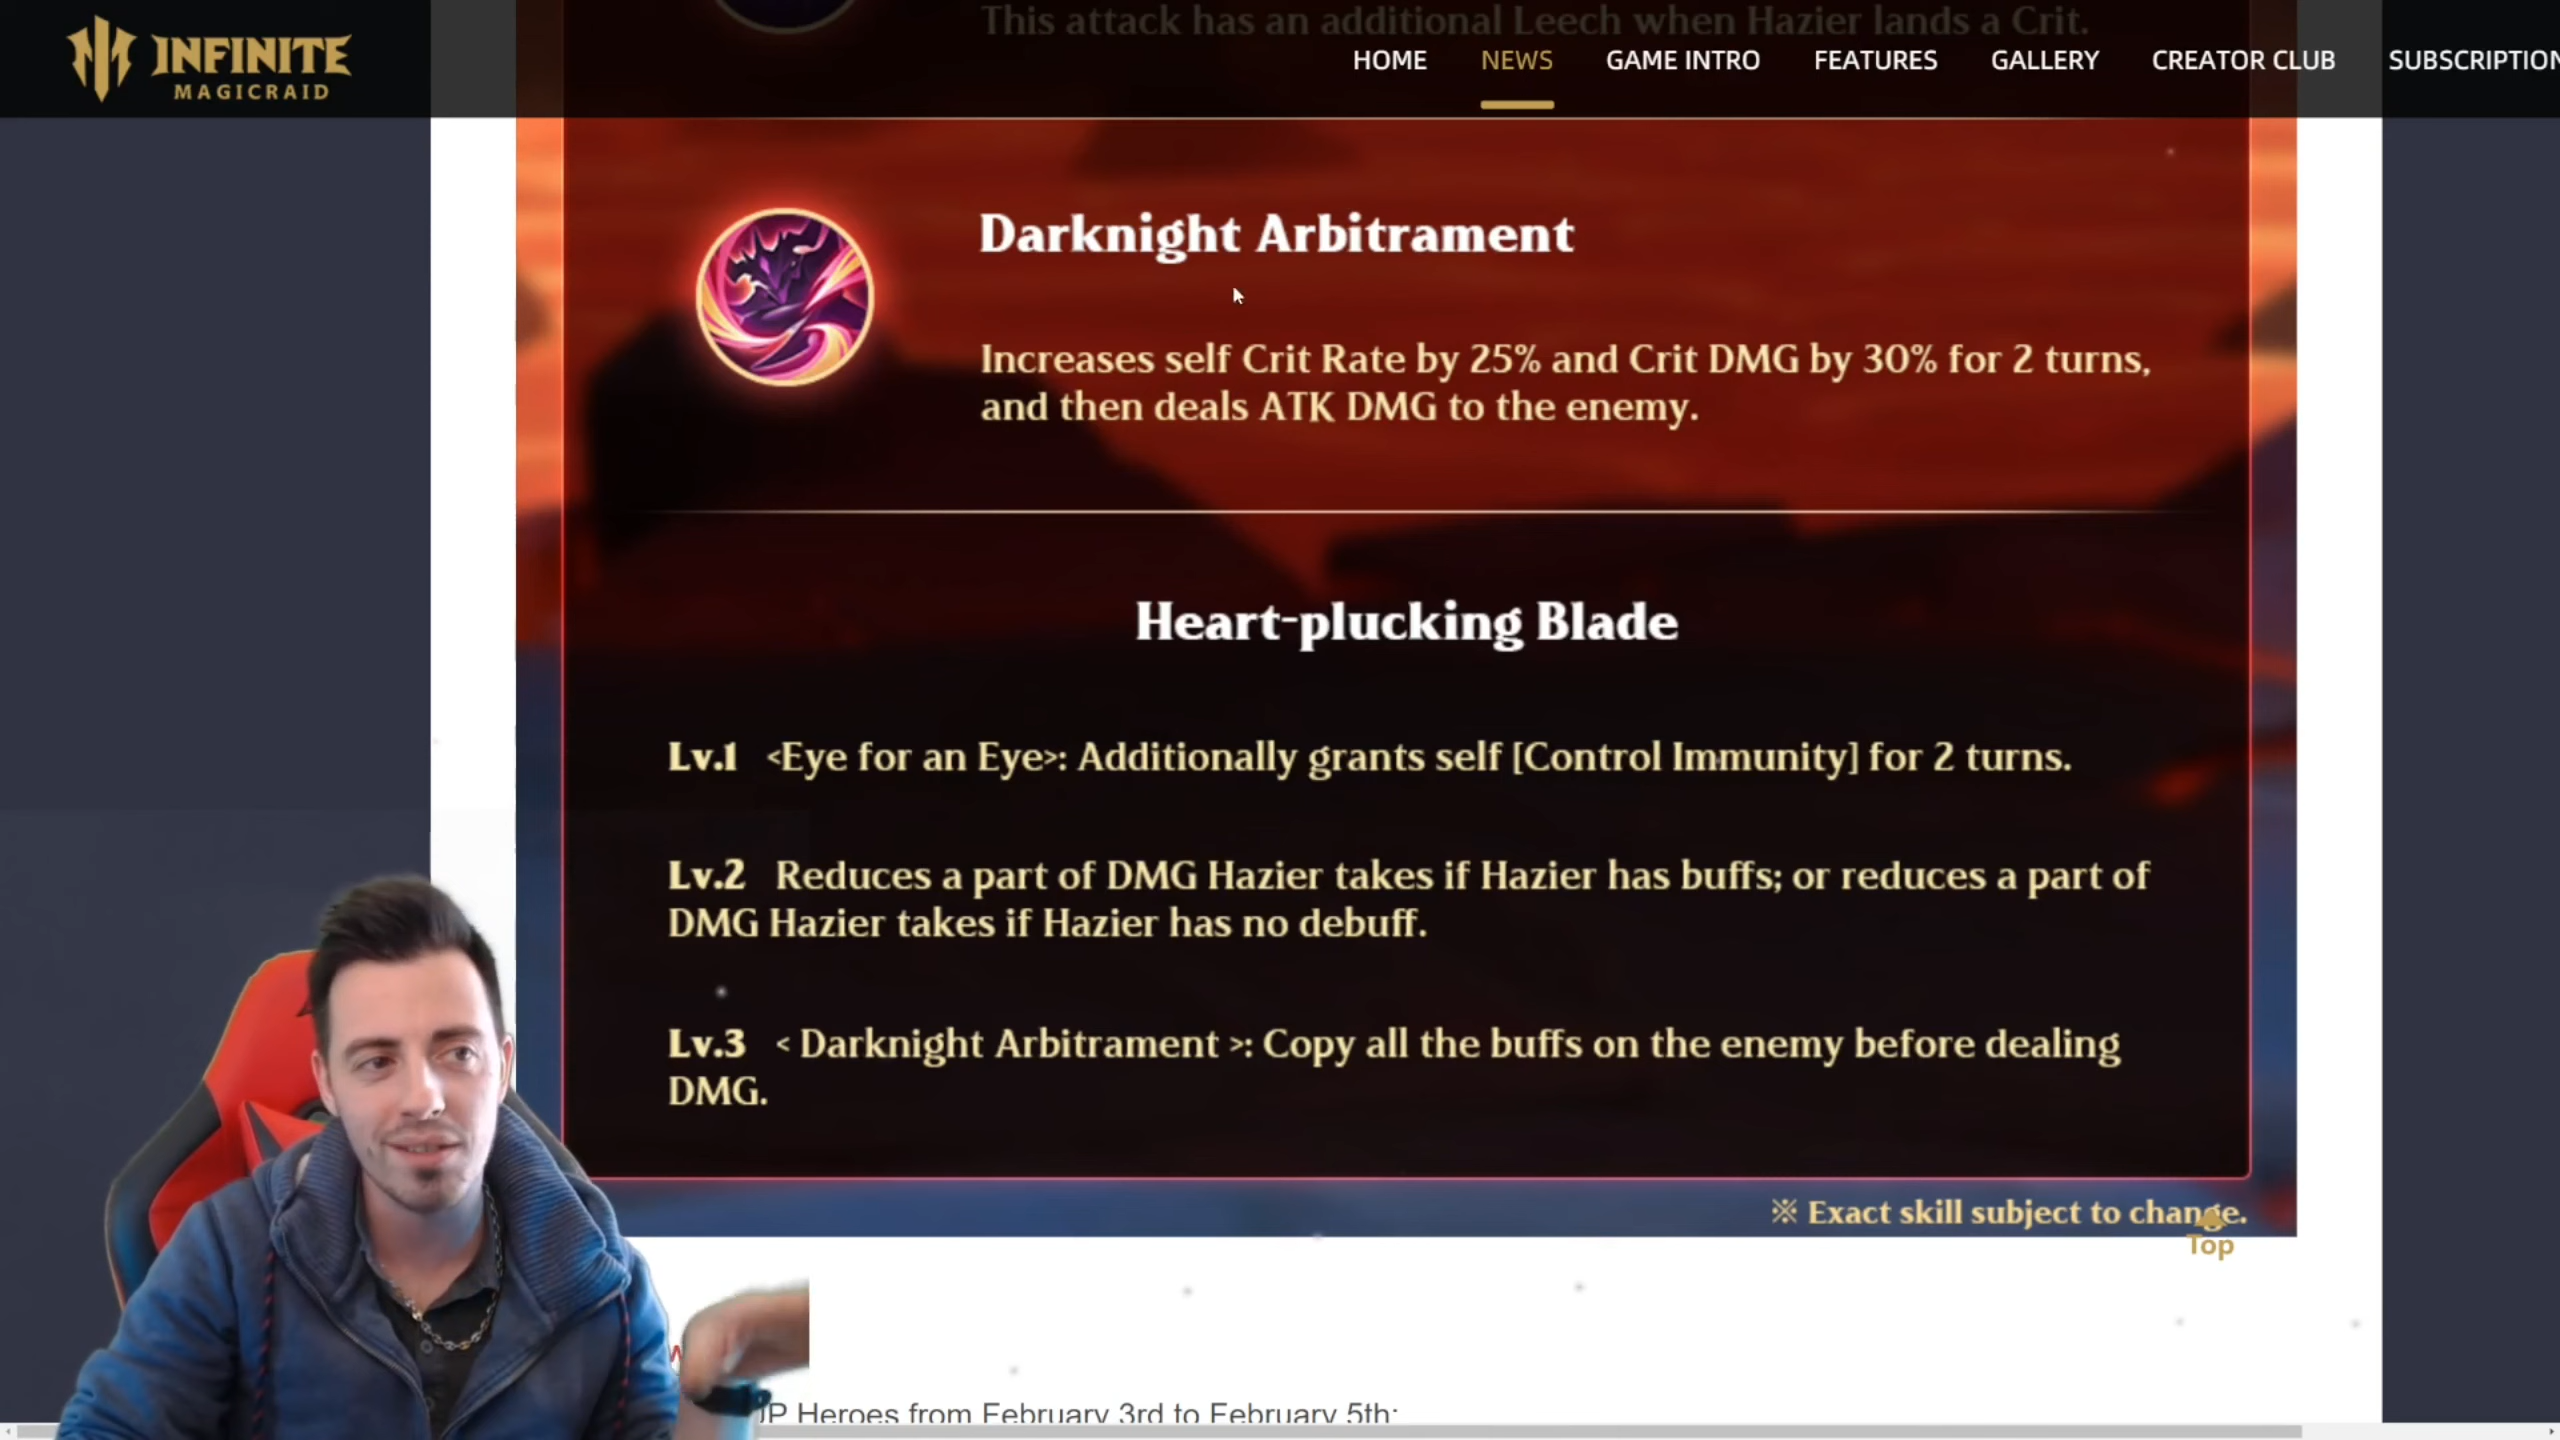 INFINITE
MAGICRAID
HOME
NEWS
GAME INTRO
FEATURES
GALLERY
CREATOR CLUB
SUBSCRIPTION
This attack has an additional Leech when Hazier lands a Crit.
Darknight Arbitrament
Increases self Crit Rate by 25% and Crit DMG by 30% for 2 turns,
and then deals ATK DMG to the enemy.
Heart-plucking Blade
Lv.1 <Eye for an Eye>: Additionally grants self [Control Immunity] for 2 turns.
Lv.2 Reduces a part of DMG Hazier takes if Hazier has buffs; or reduces a part of
DMG Hazier takes if Hazier has no debuff.
Lv.3 < Darknight Arbitrament >: Copy all the buffs on the enemy before dealing
DMG.
※ Exact skill subject to change.
Top
Heroes from February 3rd to February 5th: